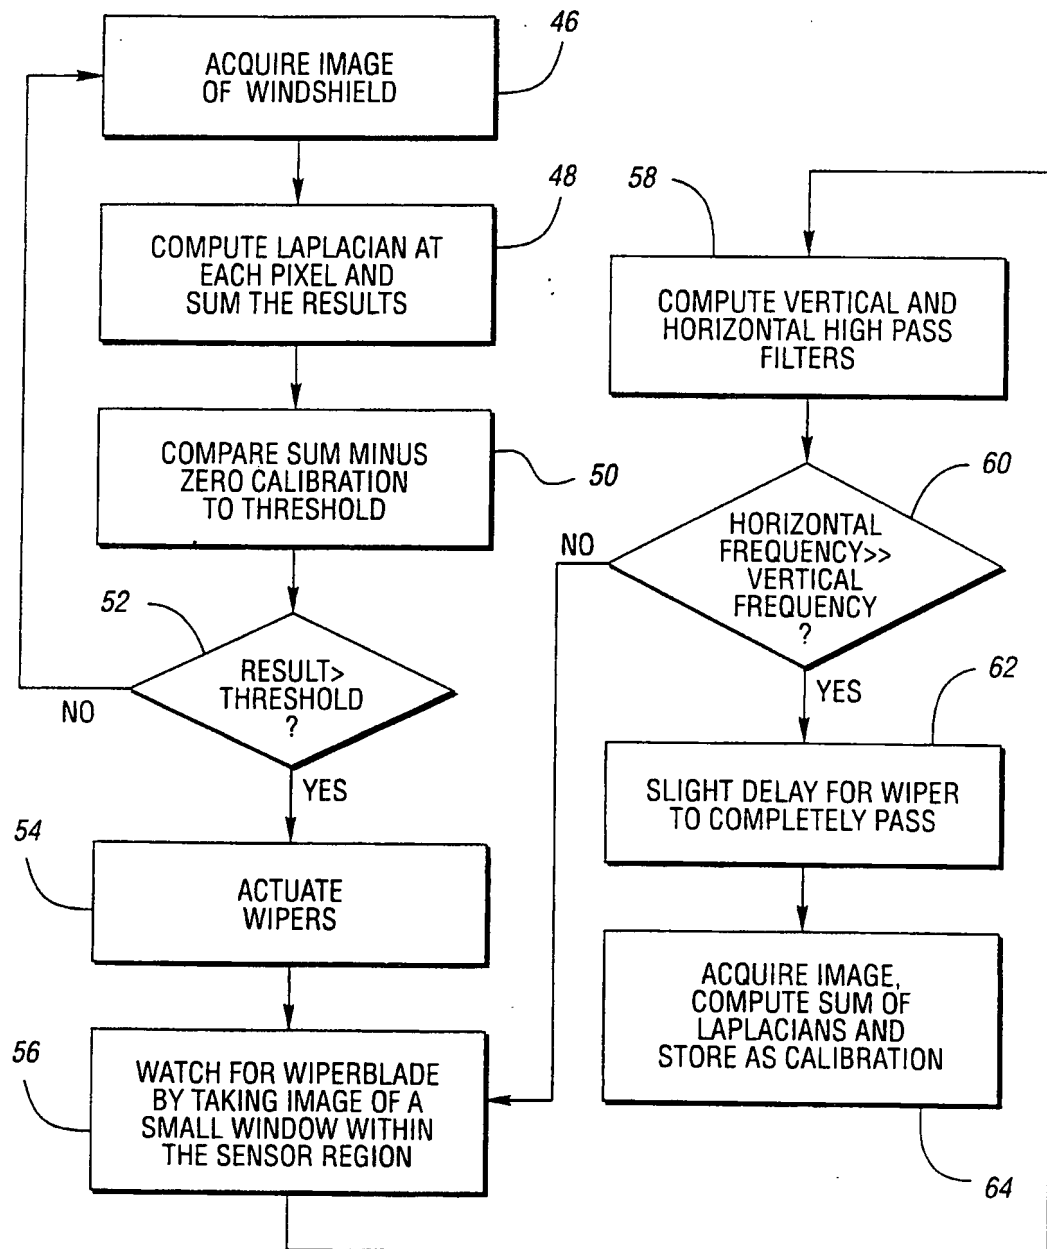 46
ACQUIRE IMAGE
OF WINDSHIELD
48
COMPUTE LAPLACIAN AT
EACH PIXEL AND
SUM THE RESULTS
COMPARE SUM MINUS
ZERO CALIBRATION
TO THRESHOLD
50
52
RESULT>
THRESHOLD
?
NO
YES
54
ACTUATE
WIPERS
56
WATCH FOR WIPERBLADE
BY TAKING IMAGE OF A
SMALL WINDOW WITHIN
THE SENSOR REGION
58
COMPUTE VERTICAL AND
HORIZONTAL HIGH PASS
FILTERS
60
HORIZONTAL
FREQUENCY>>
VERTICAL
FREQUENCY
?
NO
YES
62
SLIGHT DELAY FOR WIPER
TO COMPLETELY PASS
ACQUIRE IMAGE,
COMPUTE SUM OF
LAPLACIANS AND
STORE AS CALIBRATION
64